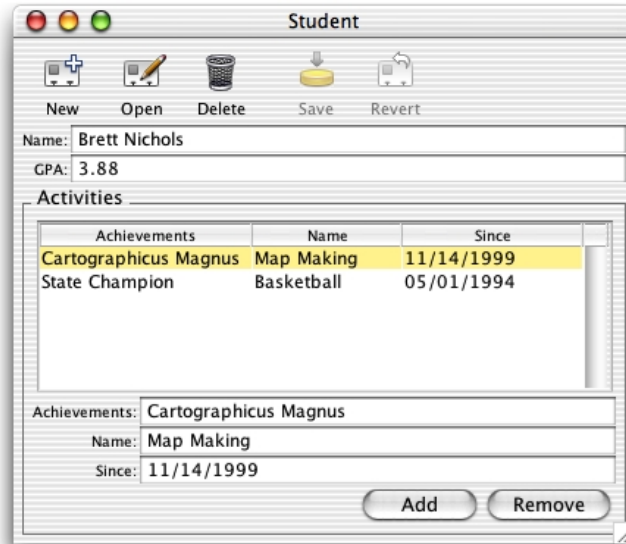 Student
New Open Delete Save Revert
Name: Brett Nichols
GPA: 3.88
Activities
Achievements Name Since
Cartographicus Magnus Map Making 11/14/1999
State Champion Basketball 05/01/1994
Achievements: Cartographicus Magnus
Name: Map Making
Since: 11/14/1999
Add Remove